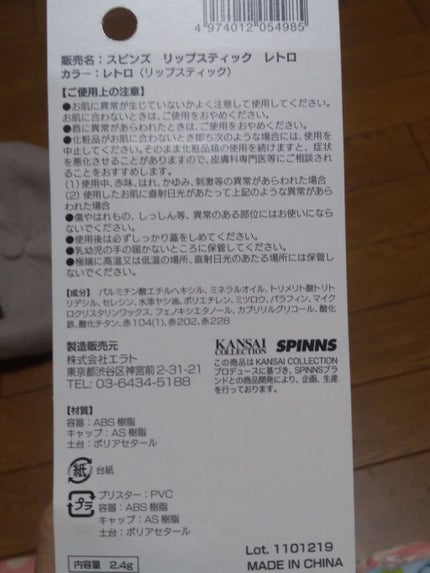 4974012054985
販売名：スピンズ リップスティック レトロ
カラー：レトロ（リップスティック）
【ご使用上の注意】
●お肌に異常が生じていないかよく注意して使用してください。
お肌に合わないときは、ご使用をおやめください。
●唇に異常があらわれたときは、ご使用をおやめください。
●化粧品がお肌に合わないとき即ち次のような場合には、使用を
中止してください。そのまま化粧品類の使用を続けますと、症状
を悪化させることがありますので、皮膚科専門医等にご相談され
ることをおすすめします。
(1)使用中、赤味、はれ、かゆみ、刺激等の異常があらわれた場合
(2)使用したお肌に直射日光があたって上記のような異常があら
われた場合
●傷やはれもの、しっしん等、異常のある部位にはお使いになら
ないでください。
●使用後は必ずしっかり蓋をしめてください。
●乳幼児の手の届かないところに保管してください。
●極端に高温又は低温の場所、直射日光のあたる場所には保管し
ないでください。
【成分】 パルミチン酸エチルヘキシル、ミネラルオイル、トリメリト酸トリト
リデシル、セレシン、水添ヤシ油、ポリエチレン、ミツロウ、パラフィン、マイク
ロクリスタリンワックス、フェノキシエタノール、カプリリルグリコール、酸化
鉄、酸化チタン、赤104(1)、赤202、赤228
製造販売元
株式会社エラト
東京都渋谷区神宮前2-31-21
TEL: 03-6434-5188
KANSAI
COLLECTION
SPINNS
この商品はKANSAI COLLECTION
プロデュースに基づき、SPINNSブラ
ンドとの商品開発により、企画、生産
を行っております。
【材質】
容器：ABS樹脂
キャップ：AS樹脂
土台：ポリアセタール
紙 台紙
プラ
ブリスター：PVC
容器：ABS樹脂
キャップ：AS樹脂
土台：ポリアセタール
内容量 2.4g
Lot. 1101219
MADE IN CHINA